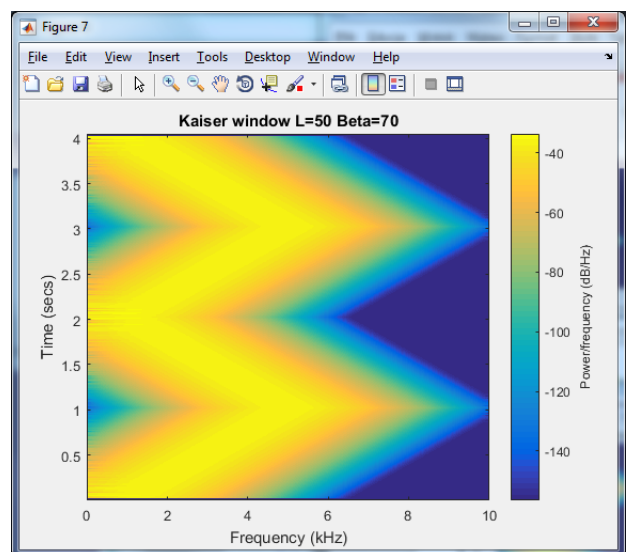 Figure 7
File Edit View Insert Tools Desktop Window Help
Kaiser window L=50 Beta=70
4
3.5
3
2.5
2
1.5
1
0.5
Time (secs)
0 2 4 6 8 10
Frequency (kHz)
-40
-60
-80
-100
-120
-140
Power/frequency (dB/Hz)